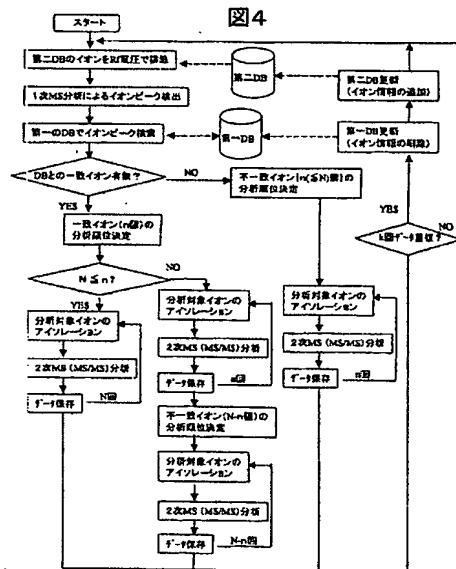 図4
スタート
第二DBのイオンをRf電圧で排除
第二DB
第二DB更新
(イオン情報の追加)
1次MS分析によるイオンピーク検出
第一のDBでイオンピーク検索
第一DB
第一DB更新
(イオン情報の削除)
DBとの一致イオン有無?
NO
不一致イオン[n(≦N)個]の
分析順位決定
YES
一致イオン(n個)の
分析順位決定
YES
NO
k回データ重複?
N≦n?
NO
YES
分析対象イオンの
アイソレーション
分析対象イオンの
アイソレーション
分析対象イオンの
アイソレーション
2次MS (MS/MS) 分析
2次MS (MS/MS) 分析
2次MS (MS/MS) 分析
データ保存
N回
データ保存
n回
データ保存
n回
不一致イオン(N-n個)の
分析順位決定
分析対象イオンの
アイソレーション
2次MS (MS/MS) 分析
データ保存
N-n回